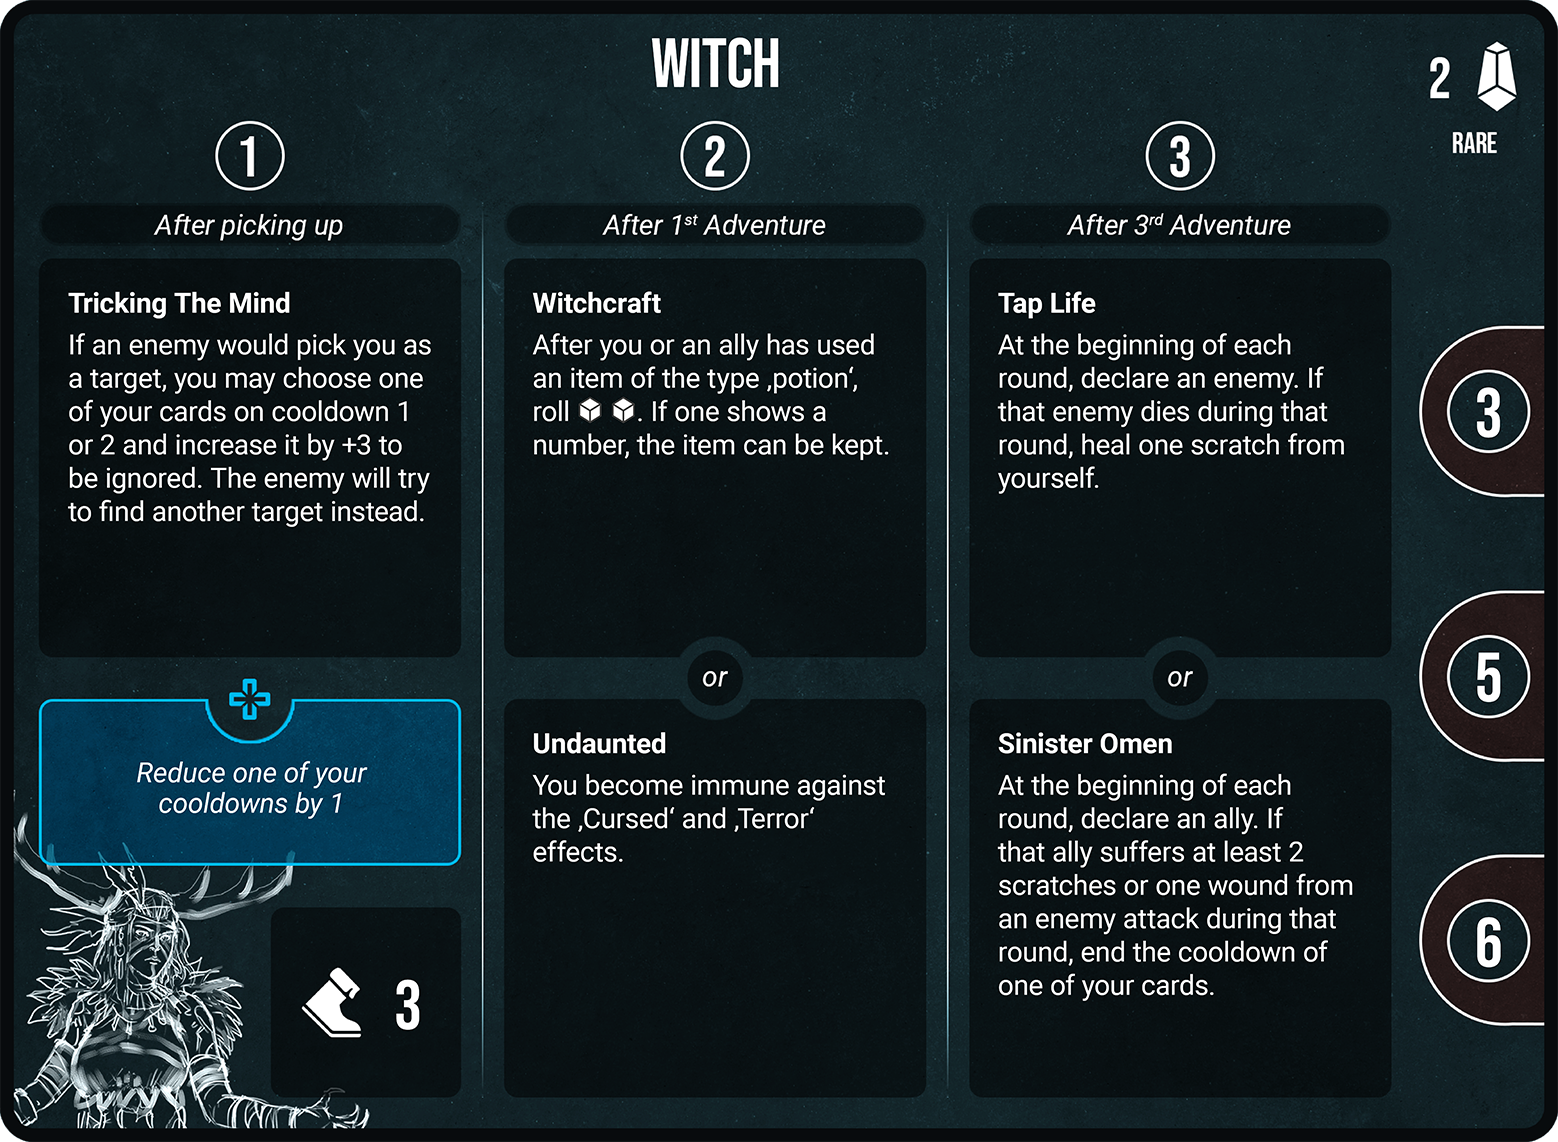 WITCH
2
RARE
1
After picking up
Tricking The Mind
If an enemy would pick you as
a target, you may choose one
of your cards on cooldown 1
or 2 and increase it by +3 to
be ignored. The enemy will try
to find another target instead.
Reduce one of your
cooldowns by 1
3
2
After 1st Adventure
Witchcraft
After you or an ally has used
an item of the type ‚potion‘,
roll . If one shows a
number, the item can be kept.
or
Undaunted
You become immune against
the ‚Cursed‘ and ‚Terror‘
effects.
3
After 3rd Adventure
Tap Life
At the beginning of each
round, declare an enemy. If
that enemy dies during that
round, heal one scratch from
yourself.
or
Sinister Omen
At the beginning of each
round, declare an ally. If
that ally suffers at least 2
scratches or one wound from
an enemy attack during that
round, end the cooldown of
one of your cards.
3
5
6